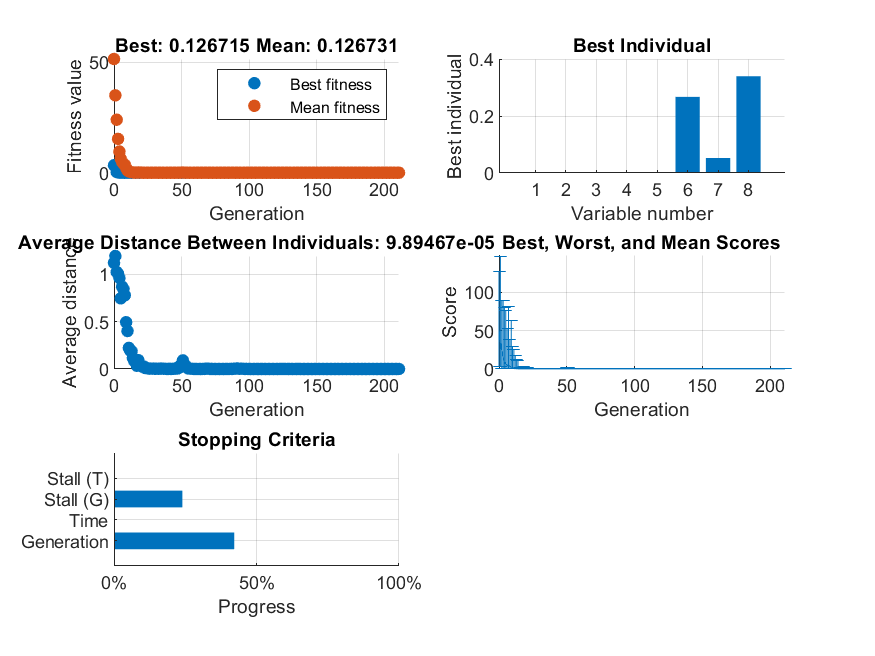 Best: 0.126715 Mean: 0.126731
Fitness value
50
0
Best fitness
Mean fitness
0 50 100 150 200
Generation
Best Individual
Best individual
0.4
0.2
0
1 2 3 4 5 6 7 8
Variable number
Average Distance Between Individuals: 9.89467e-05
Average distance
1
0.5
0
0 50 100 150 200
Generation
Best, Worst, and Mean Scores
Score
100
50
0
0 50 100 150 200
Generation
Stopping Criteria
Stall (T)
Stall (G)
Time
Generation
0% 50% 100%
Progress